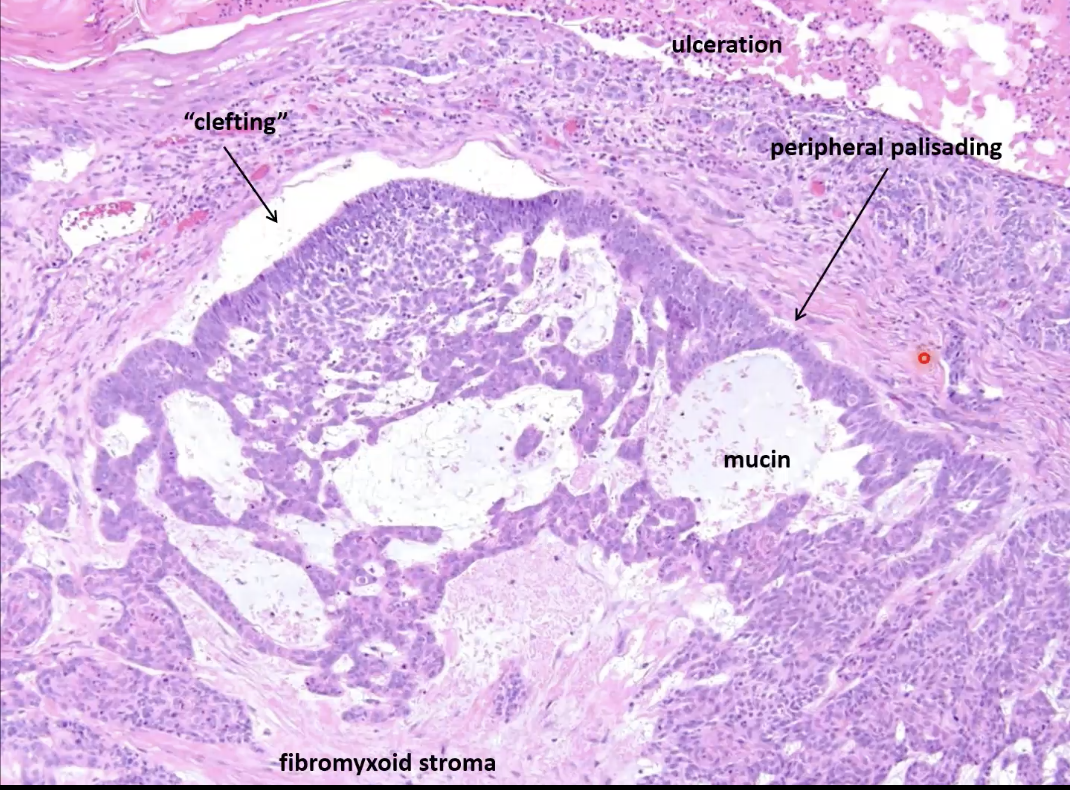 ulceration
“clefting”
peripheral palisading
mucin
fibromyxoid stroma